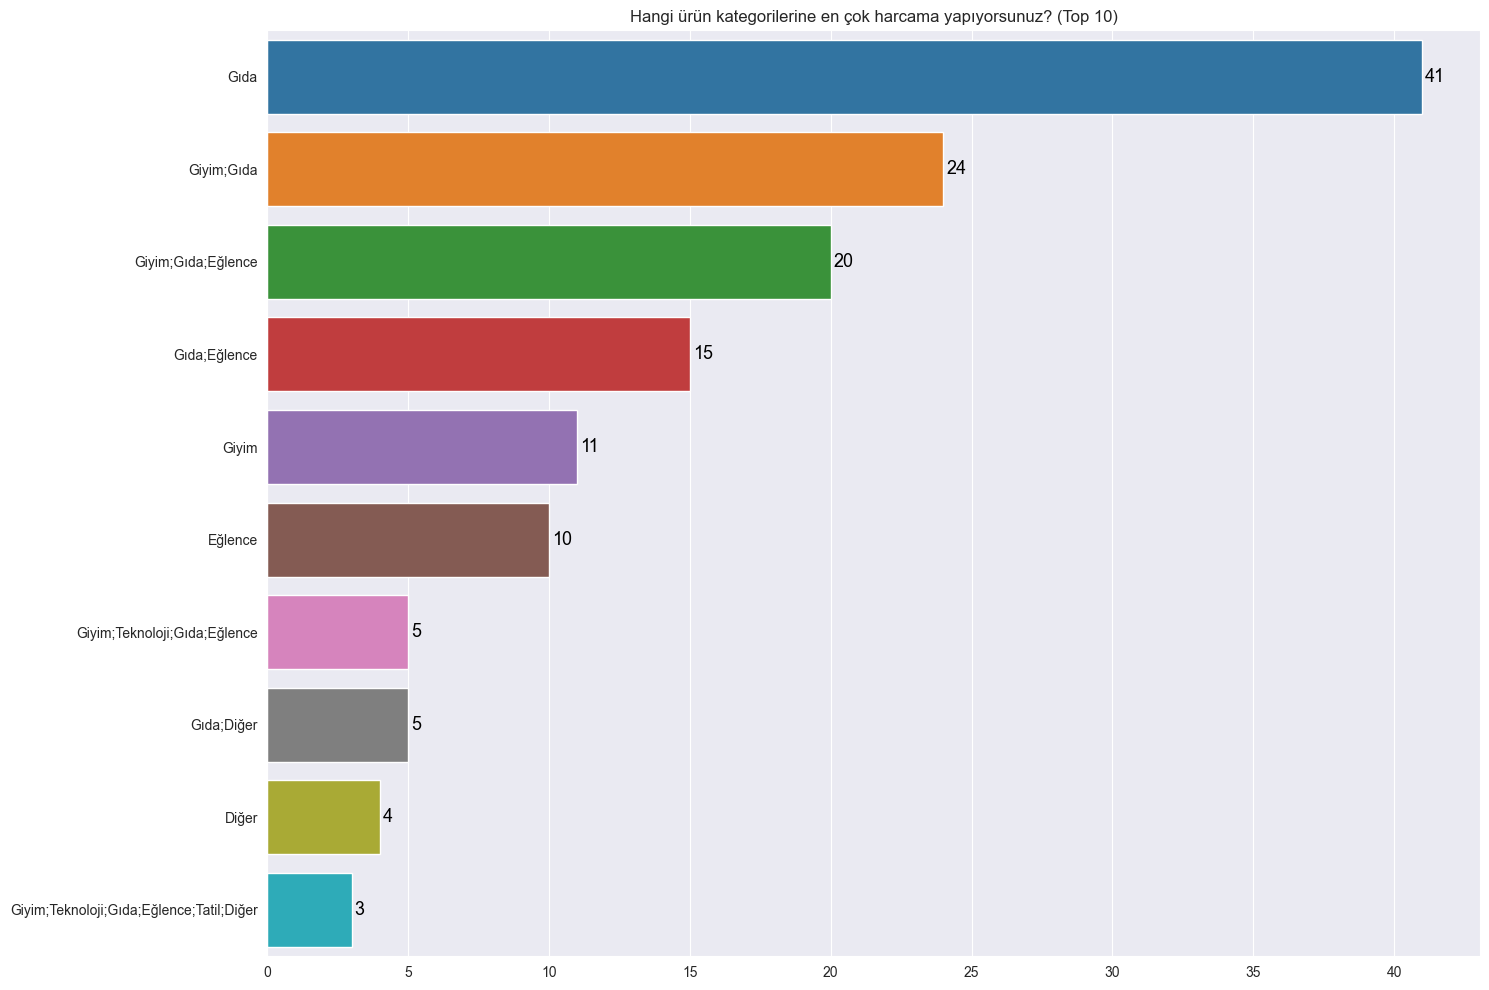 Hangi ürün kategorilerine en çok harcama yapıyorsunuz? (Top 10)
Gıda
41
Giyim;Gıda
24
Giyim;Gıda;Eğlence
20
Gıda;Eğlence
15
Giyim
11
Eğlence
10
Giyim;Teknoloji;Gıda;Eğlence
5
Gıda;Diğer
5
Diğer
4
Giyim;Teknoloji;Gıda;Eğlence;Tatil;Diğer
3
0 5 10 15 20 25 30 35 40